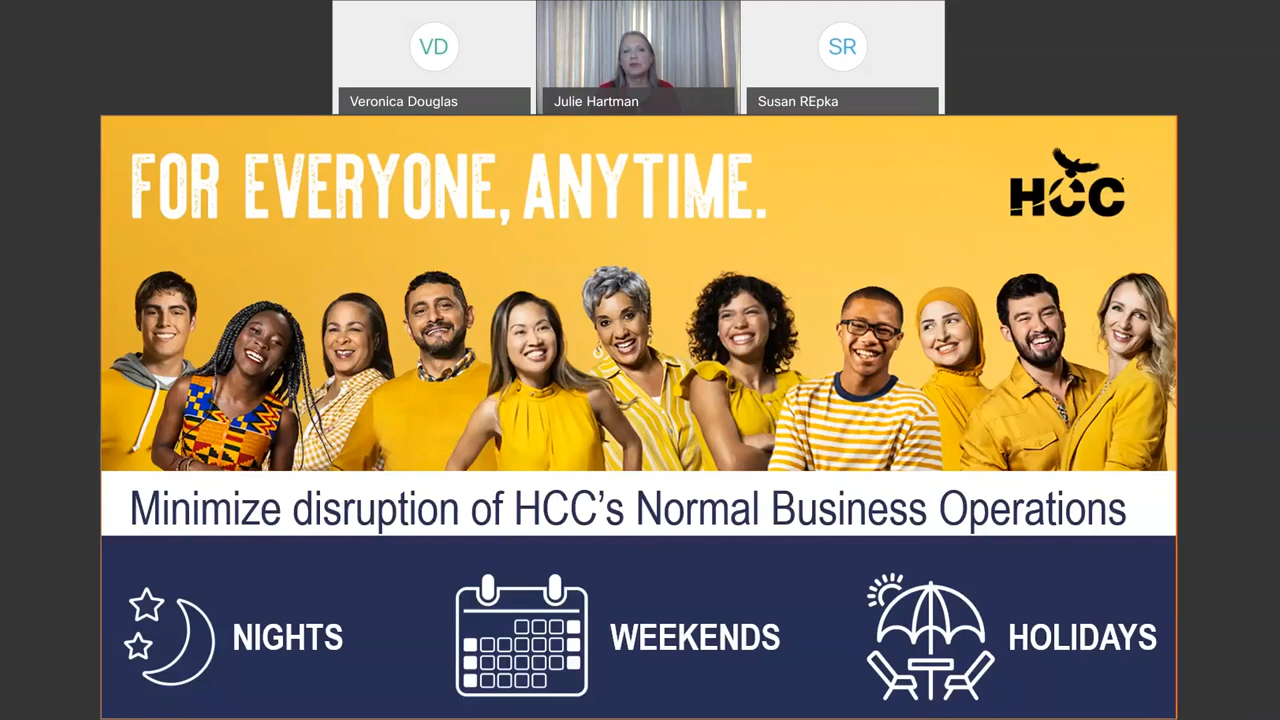 VD
SR
Veronica Douglas
Julie Hartman
Susan REpka
FOR EVERYONE, ANYTIME.
HCC
Minimize disruption of HCC's Normal Business Operations
NIGHTS
WEEKENDS
HOLIDAYS